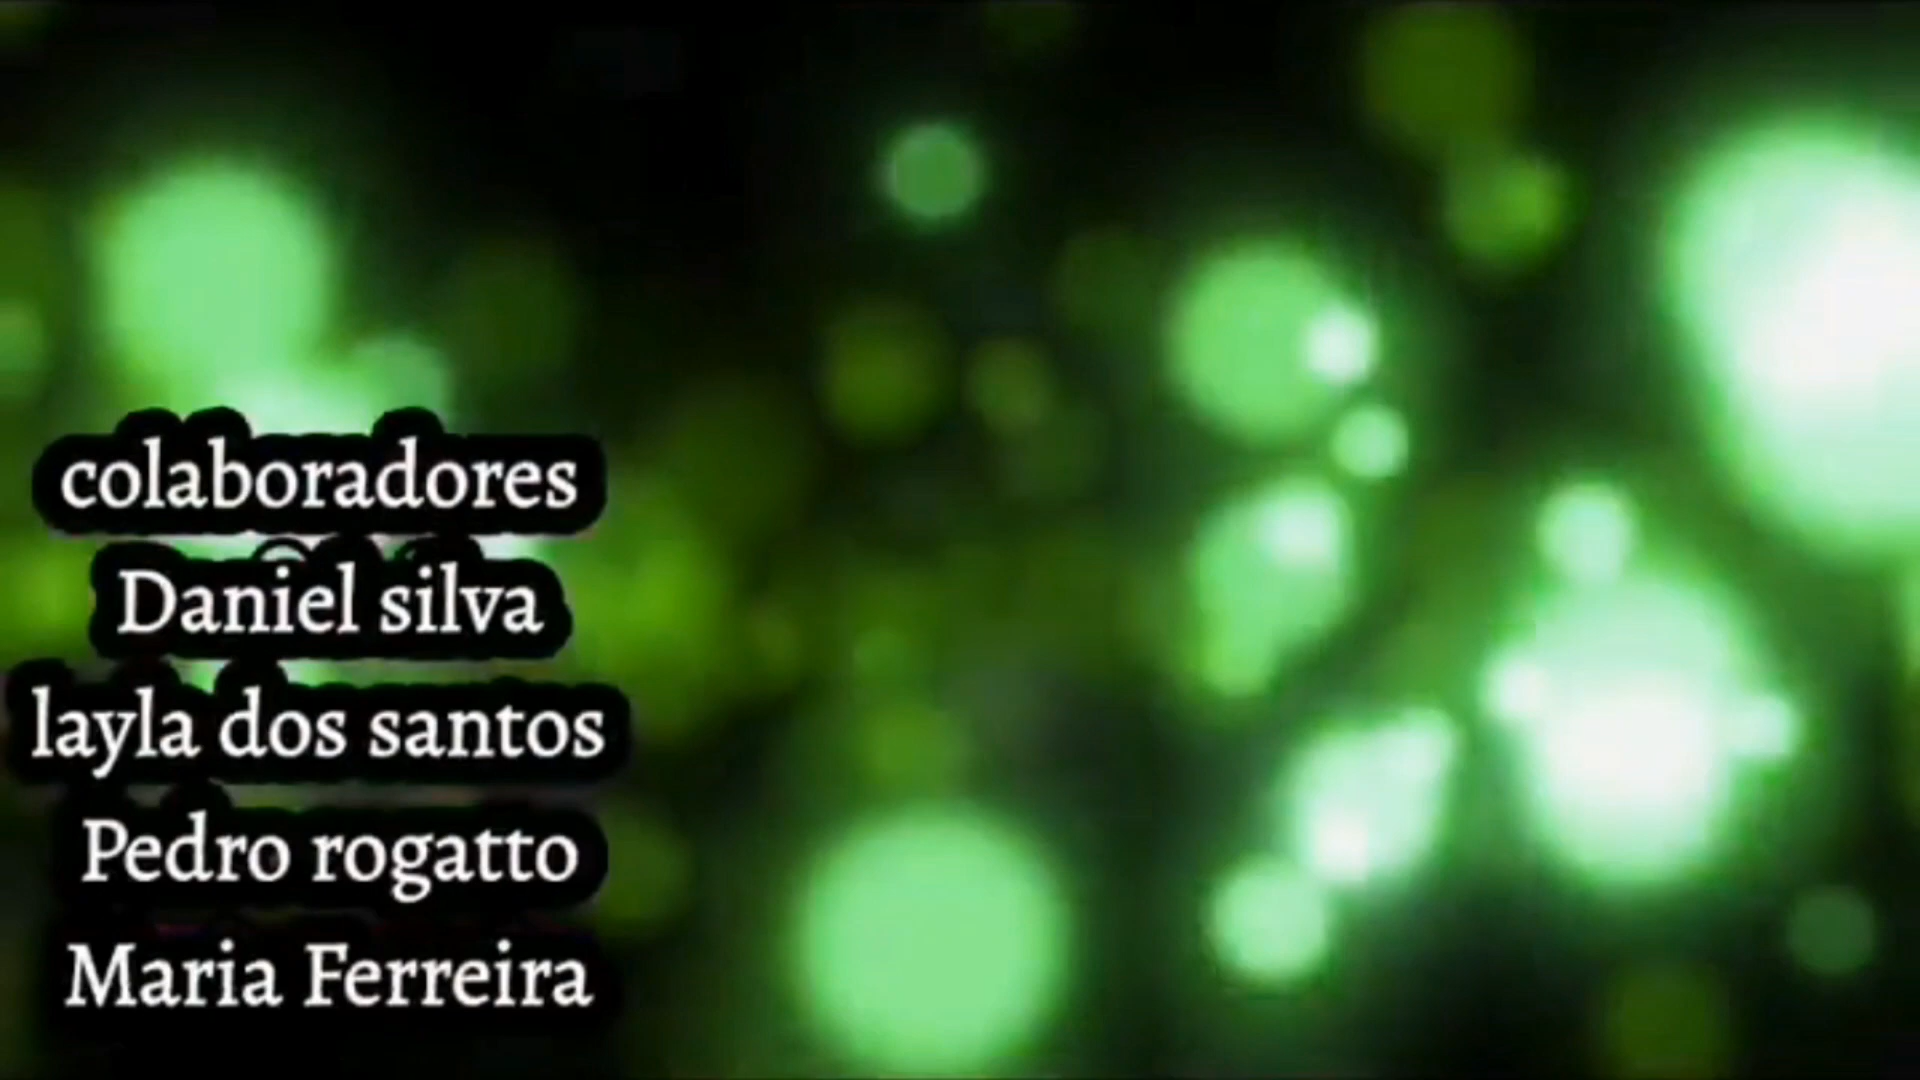 colaboradores
Daniel silva
layla dos santos
Pedro rogatto
Maria Ferreira